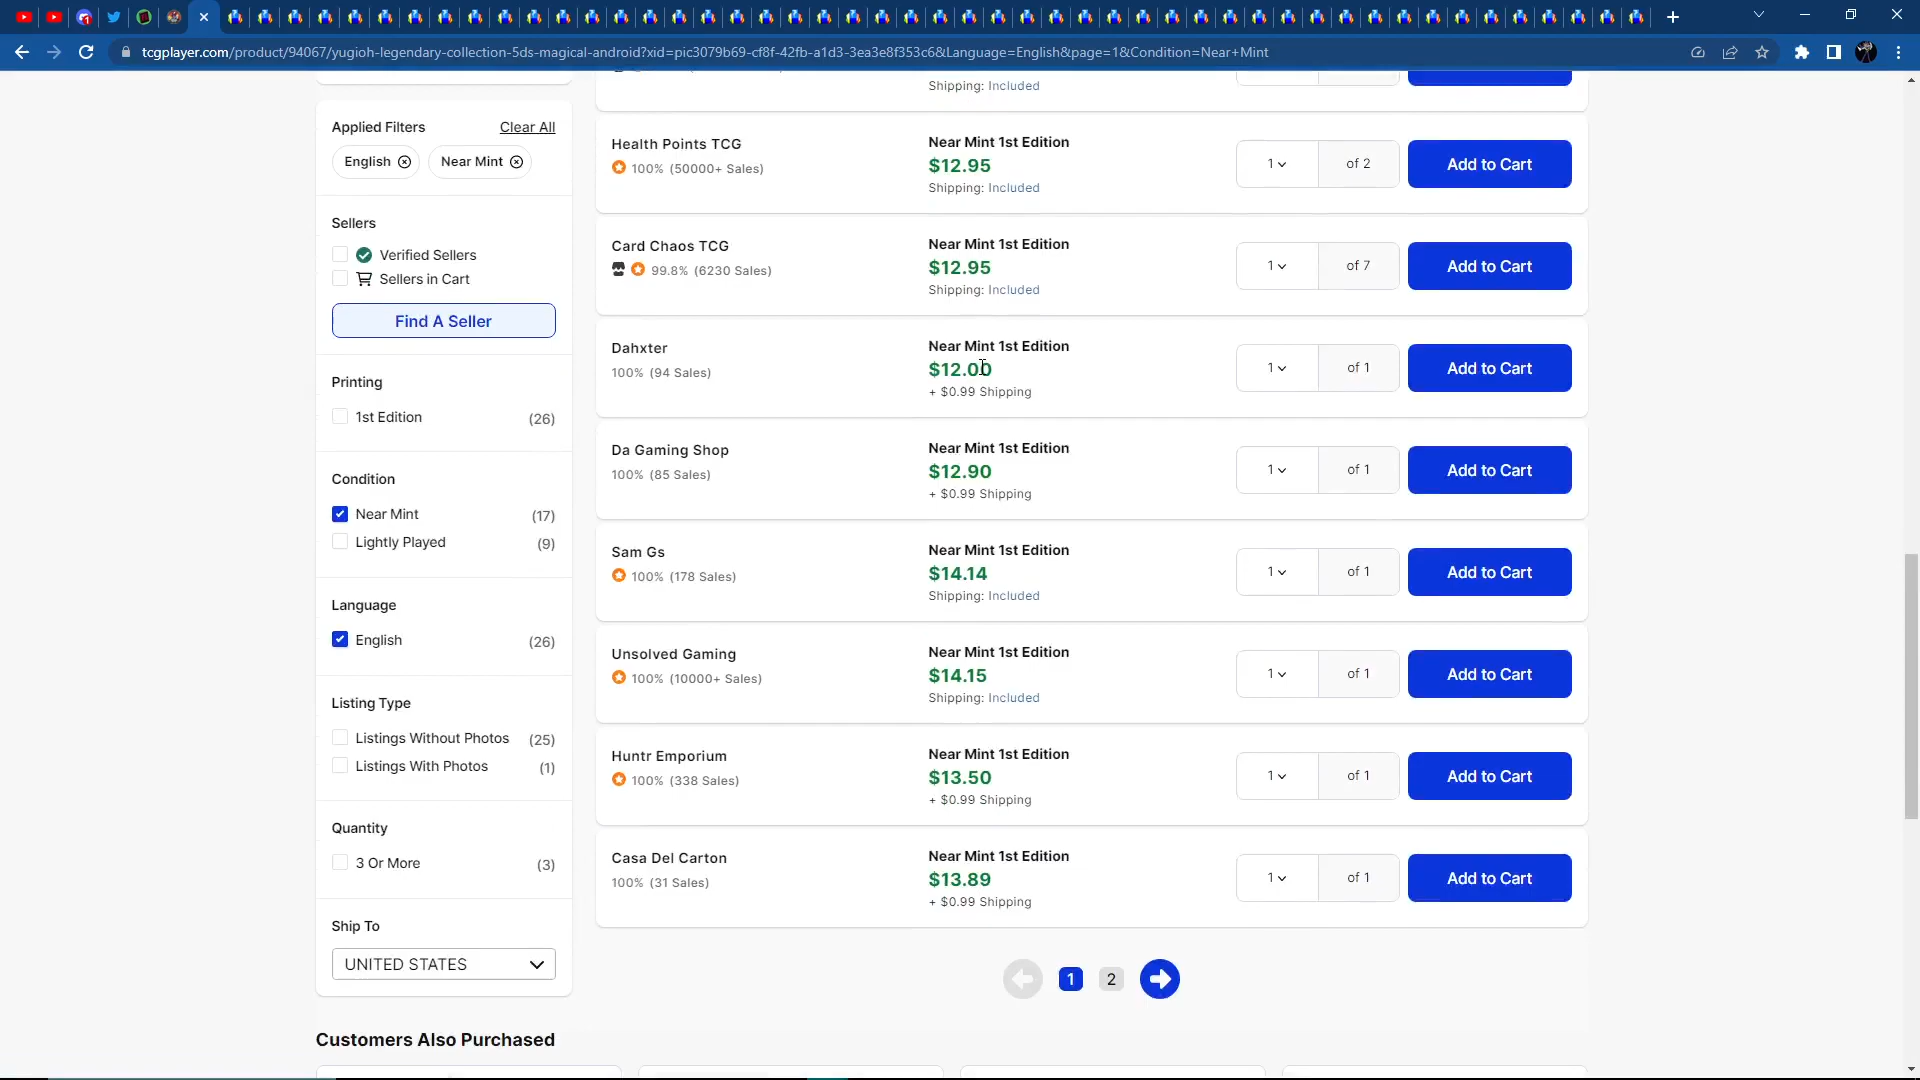 tcgplayer.com/product/94067/yugioh-legendary-collection-5ds-magical-android?xid=pic3079b69-cf8f-42fb-a1d3-3ea3e8f353c6&Language=English&page=1&Condition=Near+Mint
Shipping: Included
Applied Filters Clear All
English Near Mint
Sellers
Verified Sellers
Sellers in Cart
Find A Seller
Printing
1st Edition (26)
Condition
Near Mint (17)
Lightly Played (9)
Language
English (26)
Listing Type
Listings Without Photos (25)
Listings With Photos (1)
Quantity
3 Or More (3)
Ship To
UNITED STATES
Health Points TCG
100% (50000+ Sales)
Near Mint 1st Edition
$12.95
Shipping: Included
1 of 2 Add to Cart
Card Chaos TCG
99.8% (6230 Sales)
Near Mint 1st Edition
$12.95
Shipping: Included
1 of 7 Add to Cart
Dahxter
100% (94 Sales)
Near Mint 1st Edition
$12.00
+ $0.99 Shipping
1 of 1 Add to Cart
Da Gaming Shop
100% (85 Sales)
Near Mint 1st Edition
$12.90
+ $0.99 Shipping
1 of 1 Add to Cart
Sam Gs
100% (178 Sales)
Near Mint 1st Edition
$14.14
Shipping: Included
1 of 1 Add to Cart
Unsolved Gaming
100% (10000+ Sales)
Near Mint 1st Edition
$14.15
Shipping: Included
1 of 1 Add to Cart
Huntr Emporium
100% (338 Sales)
Near Mint 1st Edition
$13.50
+ $0.99 Shipping
1 of 1 Add to Cart
Casa Del Carton
100% (31 Sales)
Near Mint 1st Edition
$13.89
+ $0.99 Shipping
1 of 1 Add to Cart
1 2
Customers Also Purchased